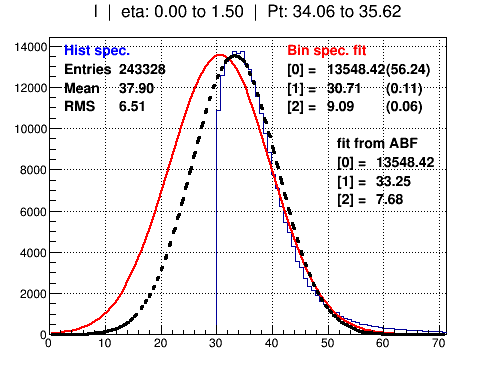 I | eta: 0.00 to 1.50 | Pt: 34.06 to 35.62
Hist spec.
Entries 243328
Mean 37.90
RMS 6.51
Bin spec. fit
[0] = 13548.42(56.24)
[1] = 30.71 (0.11)
[2] = 9.09 (0.06)
fit from ABF
[0] = 13548.42
[1] = 33.25
[2] = 7.68
14000
12000
10000
8000
6000
4000
2000
0
0 10 20 30 40 50 60 70